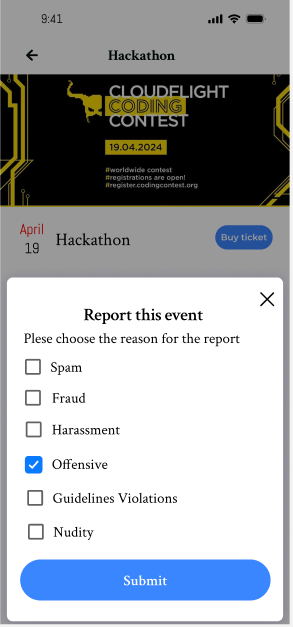 9:41
Hackathon
CLOUDFLIGHT
CODING
CONTEST
19.04.2024
#worldwide contest
#registrations are open!
#register.codingcontest.org
April
19
Hackathon
Buy ticket
Report this event
Plese choose the reason for the report
Spam
Fraud
Harassment
Offensive
Guidelines Violations
Nudity
Submit